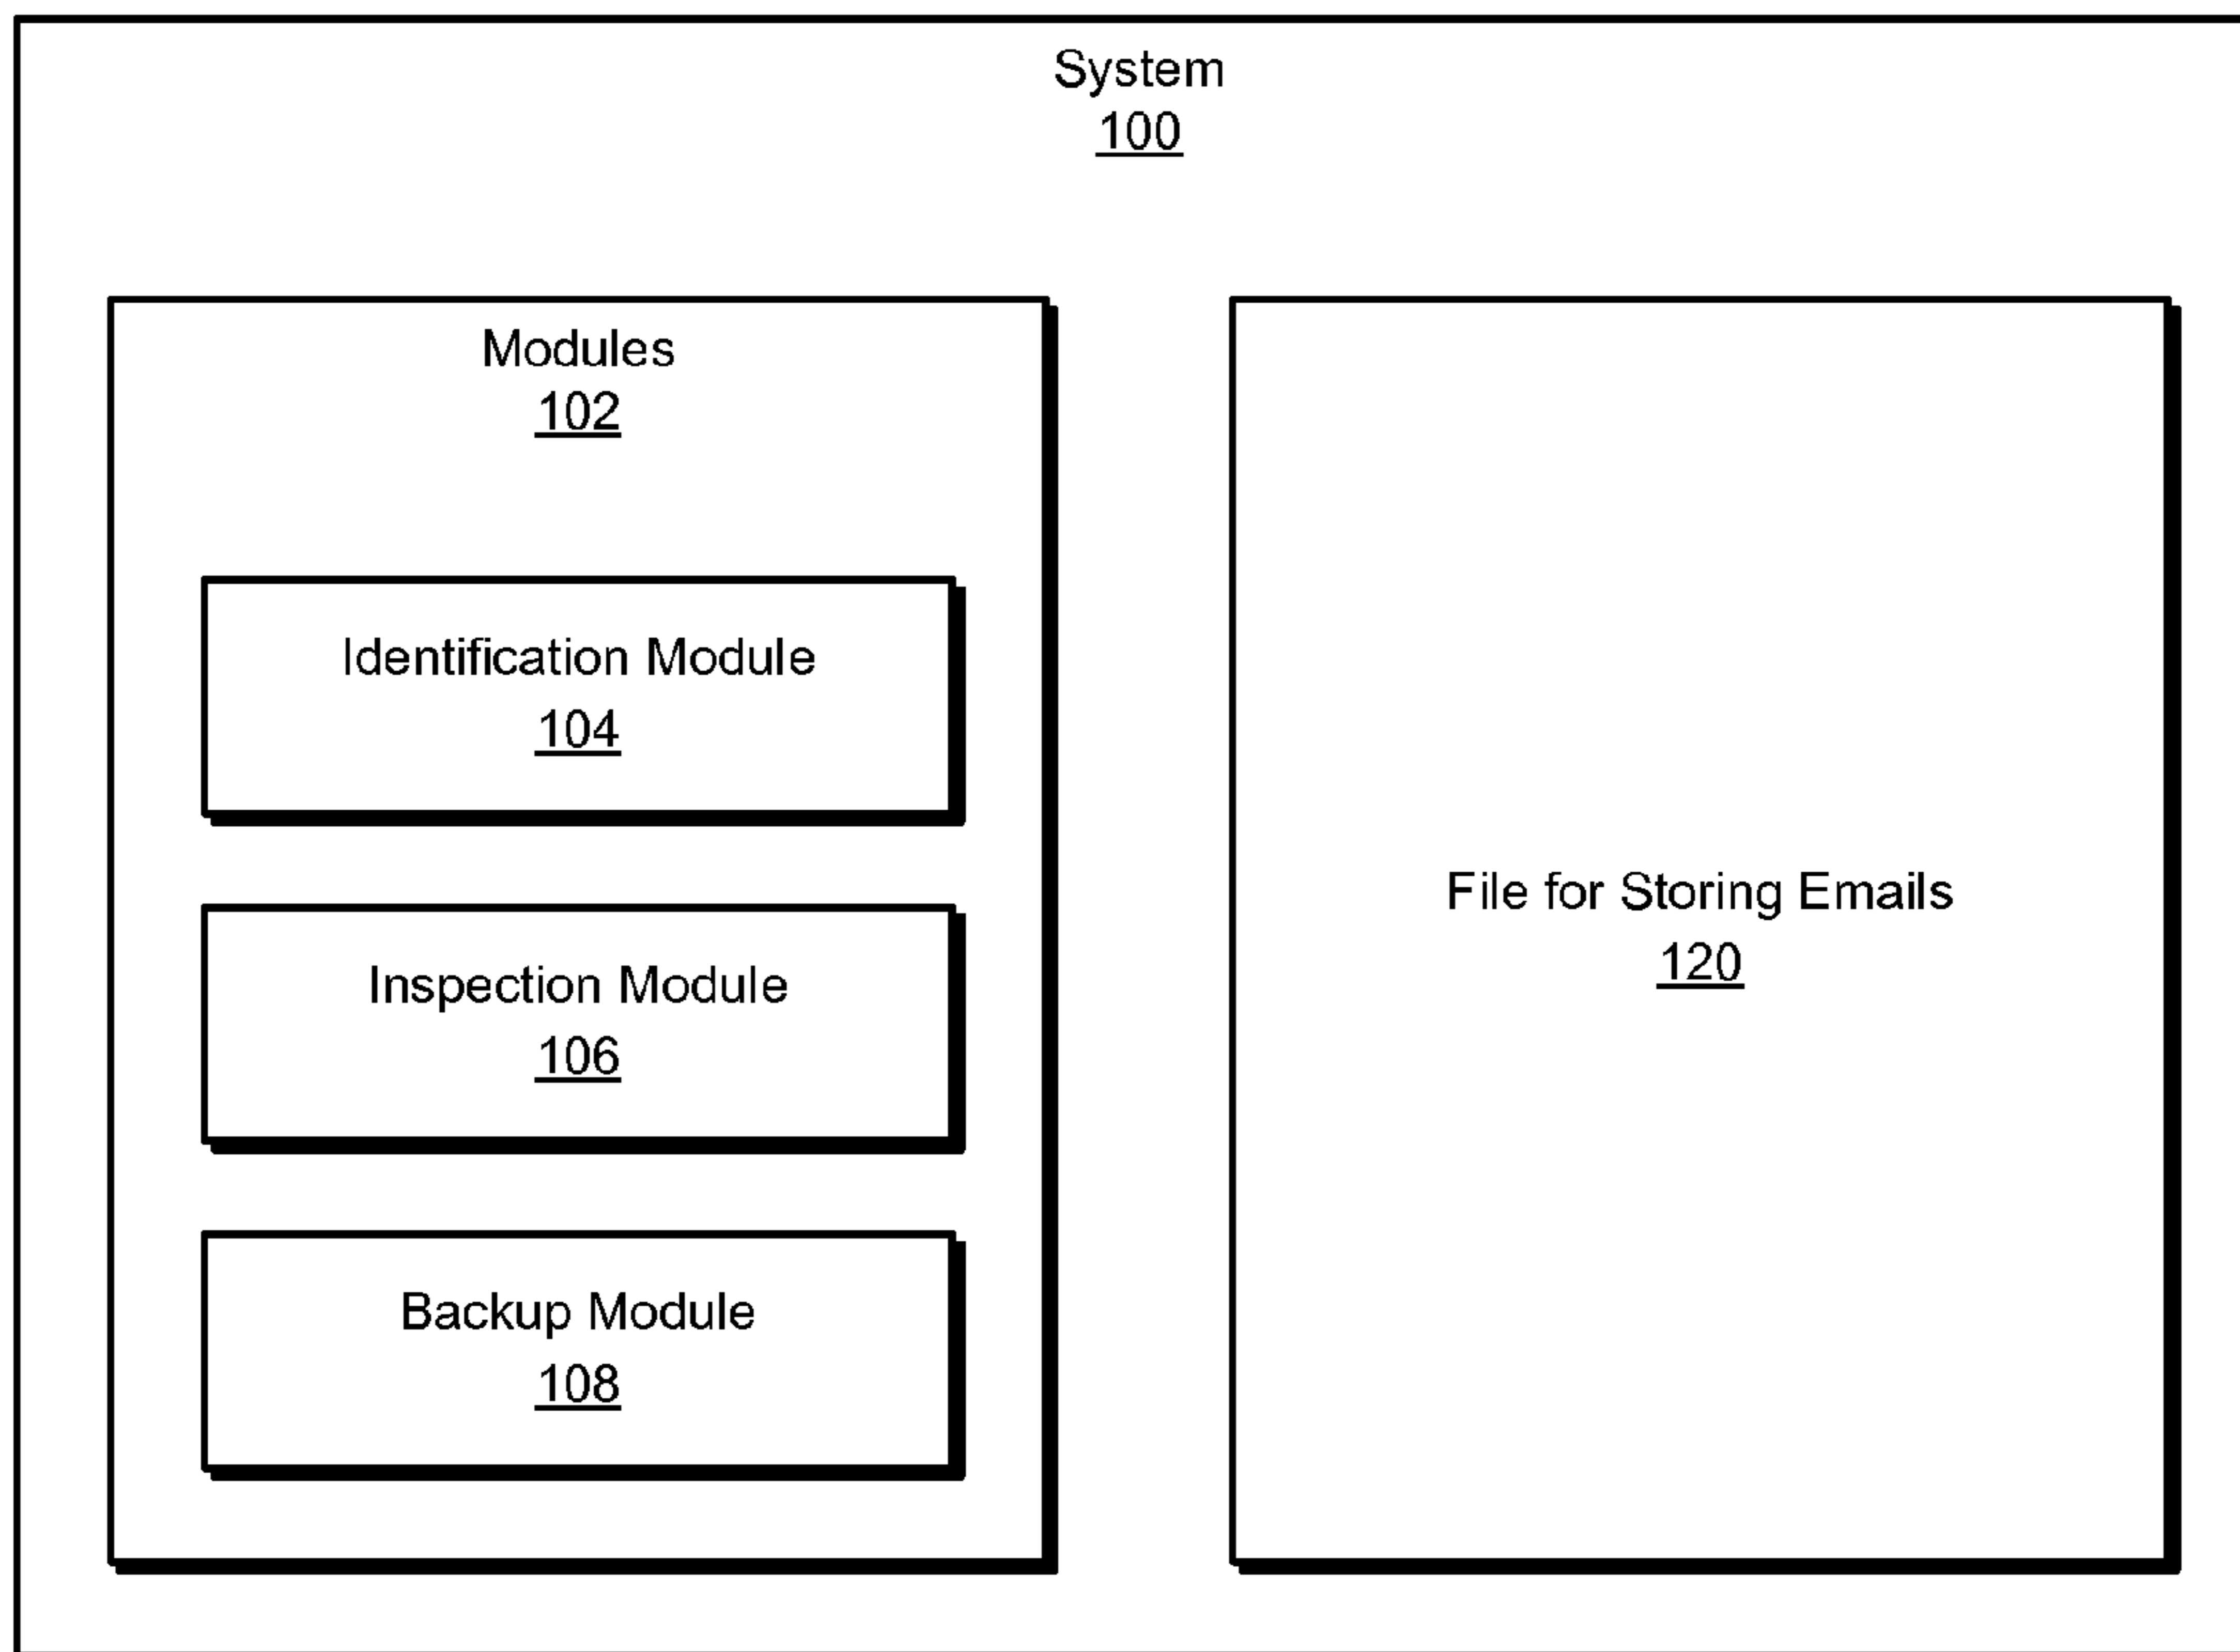 System
100
Modules
102
Identification Module
104
Inspection Module
106
Backup Module
108
File for Storing Emails
120